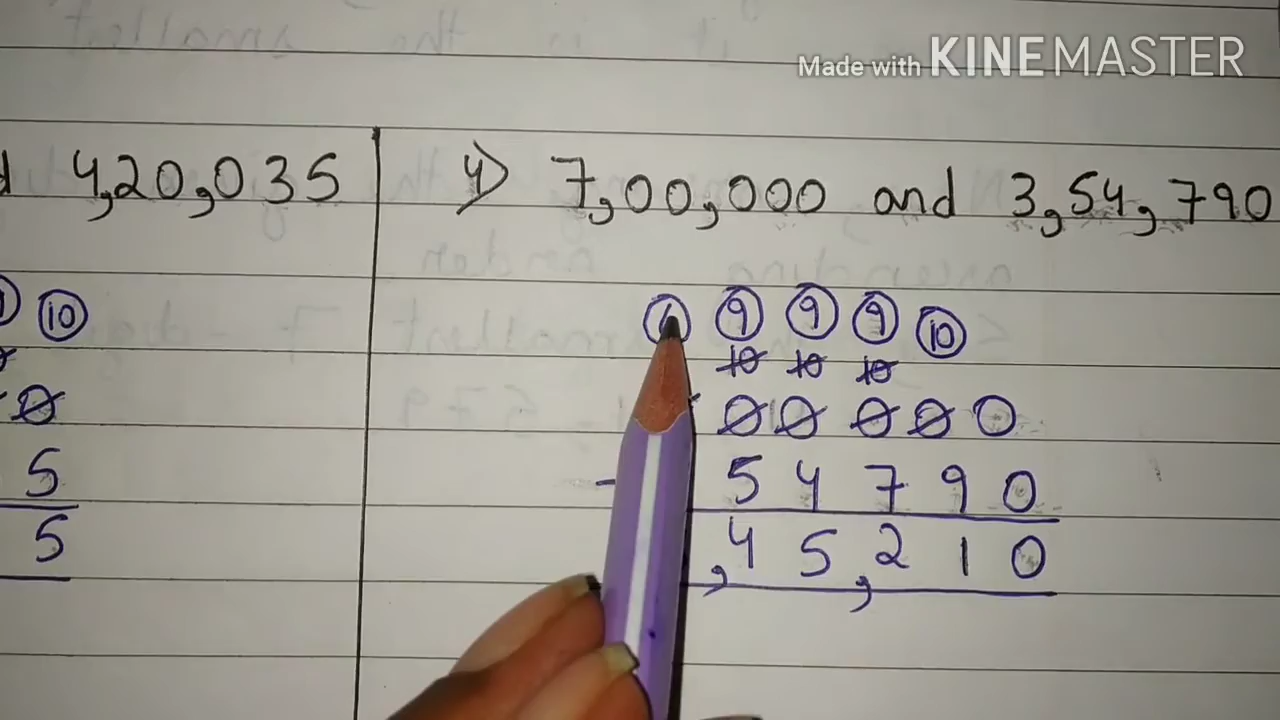 Made with KINEMASTER
4,20,035
4) 7,00,000 and 3,54,790
10
9 9 9 10
10 10 10
0
0 0 0 0 0
5
- 5 4 7 9 0
5
,4 5,2 1 0